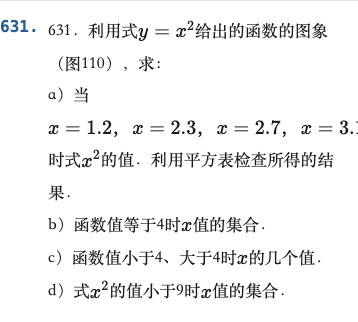 631. 631. 利用式y = x²给出的函数的图象
（图110），求：
a）当
x = 1.2，x = 2.3，x = 2.7，x = 3.
时式x²的值. 利用平方表检查所得的结
果.
b）函数值等于4时x值的集合.
c）函数值小于4、大于4时x的几个值.
d）式x²的值小于9时x值的集合.